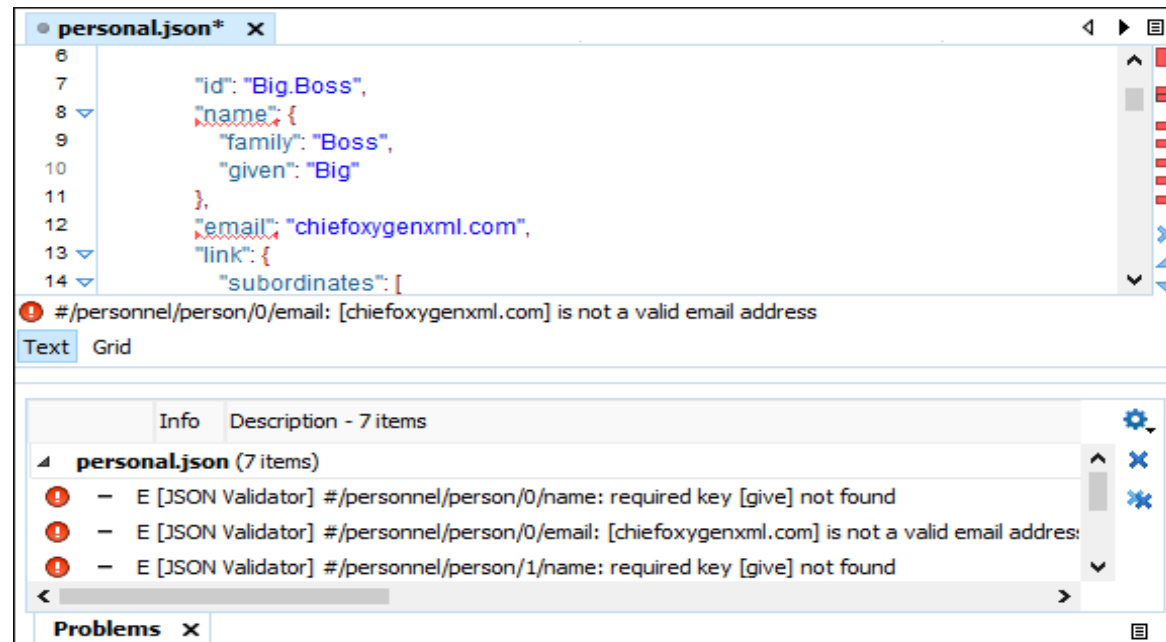 personal.json*
6
7 "id": "Big.Boss",
8 "name": {
9 "family": "Boss",
10 "given": "Big"
11 },
12 "email": "chiefoxygenxml.com",
13 "link": {
14 "subordinates": [
#/personnel/person/0/email: [chiefoxygenxml.com] is not a valid email address
Text Grid
Info Description - 7 items
personal.json (7 items)
E [JSON Validator] #/personnel/person/0/name: required key [give] not found
E [JSON Validator] #/personnel/person/0/email: [chiefoxygenxml.com] is not a valid email address
E [JSON Validator] #/personnel/person/1/name: required key [give] not found
Problems